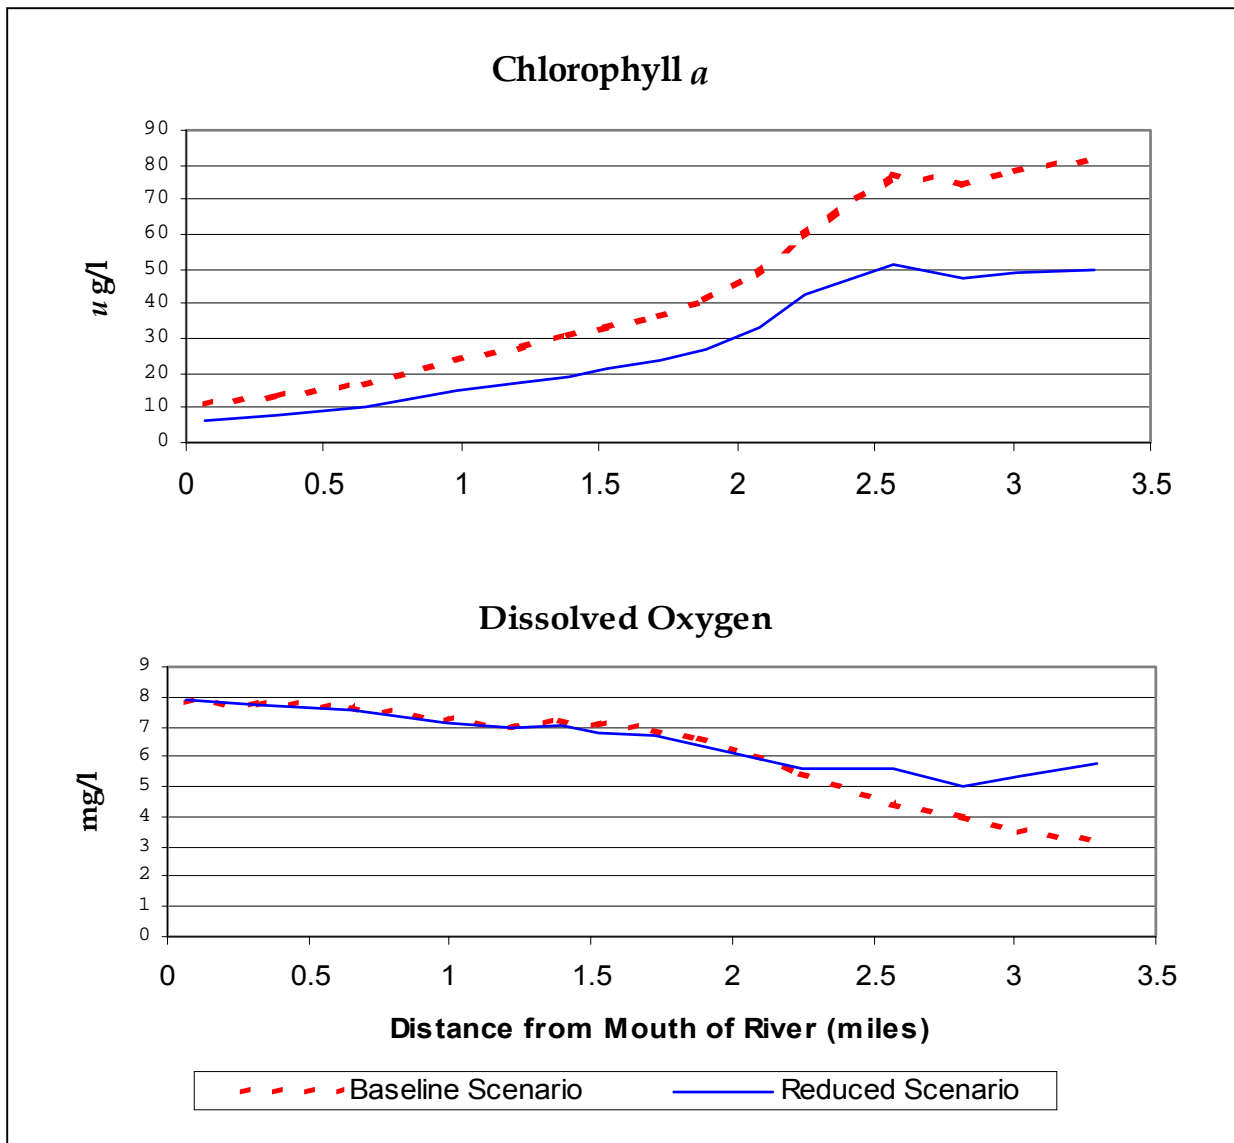 Chlorophyll a
90
80
70
60
50
40
30
20
10
0
u g/l
0 0.5 1 1.5 2 2.5 3 3.5
Dissolved Oxygen
9
8
7
6
5
4
3
2
1
0
mg/l
0 0.5 1 1.5 2 2.5 3 3.5
Distance from Mouth of River (miles)
Baseline Scenario Reduced Scenario